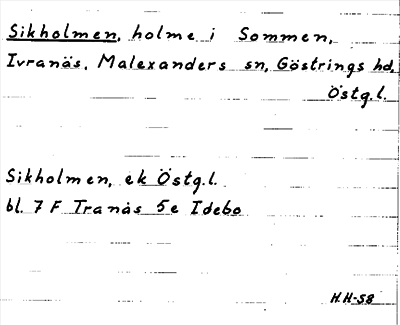 Sikholmen, holme i Sommen,
Ivranäs, Malexanders sn, Göstrings hd,
Östg.l.
Sikholmen, ek Östg.l.
bl. 7 F Tranås 5e Idebo
H.H-58